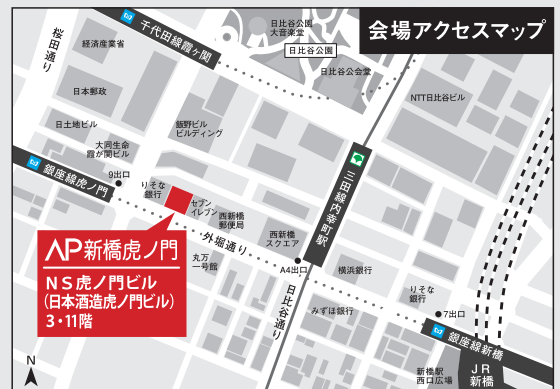 会場アクセスマップ
日比谷公園
大音楽堂
日比谷公園
千代田線霞ヶ関
桜田通り
経済産業省
日比谷公会堂
日本郵政
NTT日比谷ビル
日土地ビル
飯野ビル
ビルディング
大同生命
霞が関ビル
銀座線虎ノ門
9出口
りそな
銀行
セブン
イレブン
西新橋
郵便局
三田線内幸町駅
外堀通り
西新橋
スクエア
丸万
一号館
A4出口
横浜銀行
AP新橋虎ノ門
NS虎ノ門ビル
(日本酒造虎ノ門ビル)
3・11階
日比谷通り
みずほ銀行
りそな
銀行
7出口
銀座線新橋
新橋駅
西口広場
JR
新橋
N